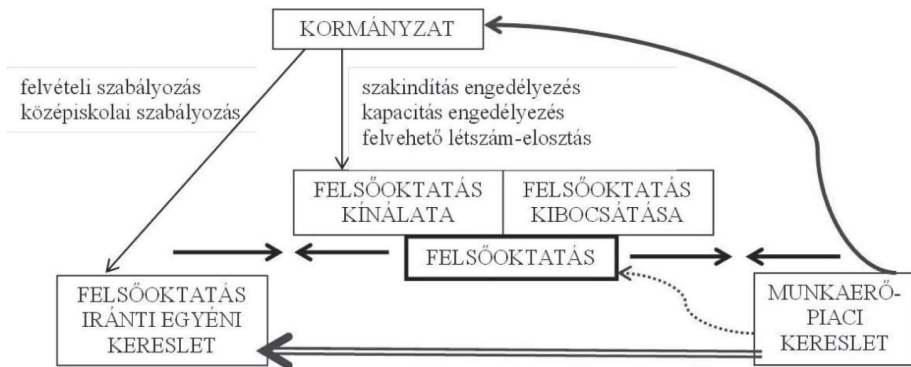 KORMÁNYZAT
felvételi szabályozás
középiskolai szabályozás
szakindítás engedélyezés
kapacitás engedélyezés
felvehető létszám-elosztás
FELSŐOKTATÁS
KÍNÁLATA
FELSŐOKTATÁS
KIBOCSÁTÁSA
FELSŐOKTATÁS
FELSŐOKTATÁS
IRÁNTI EGYÉNI
KERESLET
MUNKAERŐ-
PIACI
KERESLET